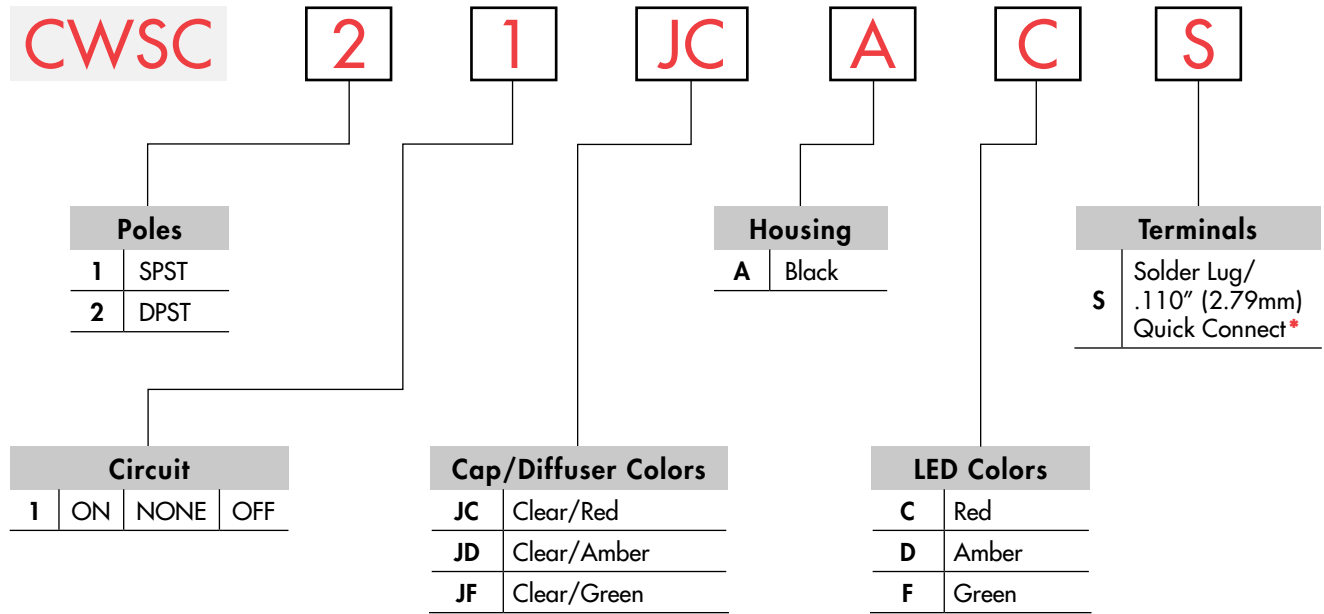 CWSC 2 1 JC A C S
Poles
1 SPST
2 DPST
Housing
A Black
Terminals
S Solder Lug/
.110″ (2.79mm)
Quick Connect*
Circuit
1 ON NONE OFF
Cap/Diffuser Colors
JC Clear/Red
JD Clear/Amber
JF Clear/Green
LED Colors
C Red
D Amber
F Green